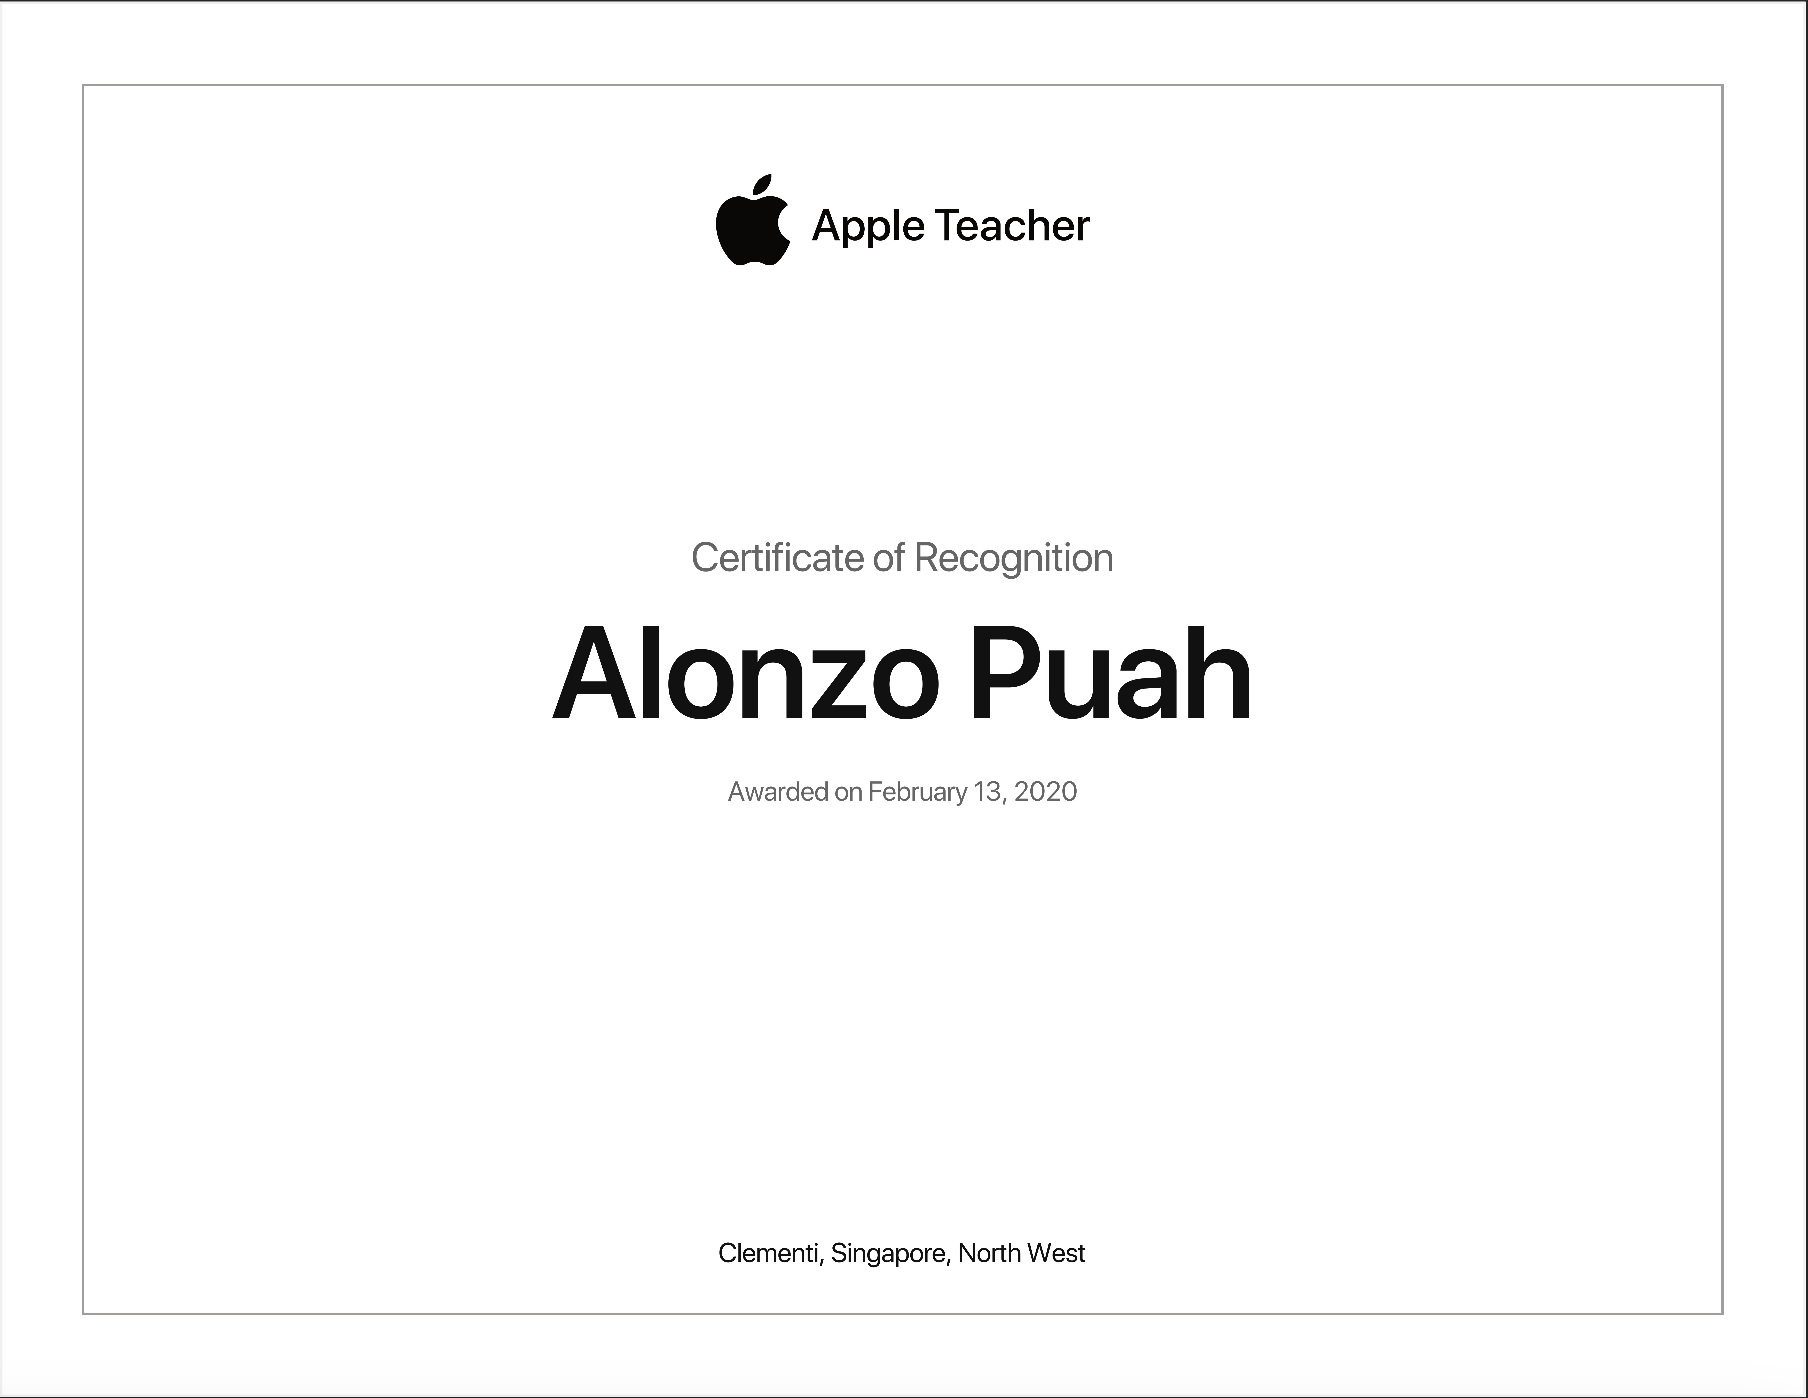 Apple Teacher
Certificate of Recognition
Alonzo Puah
Awarded on February 13, 2020
Clementi, Singapore, North West